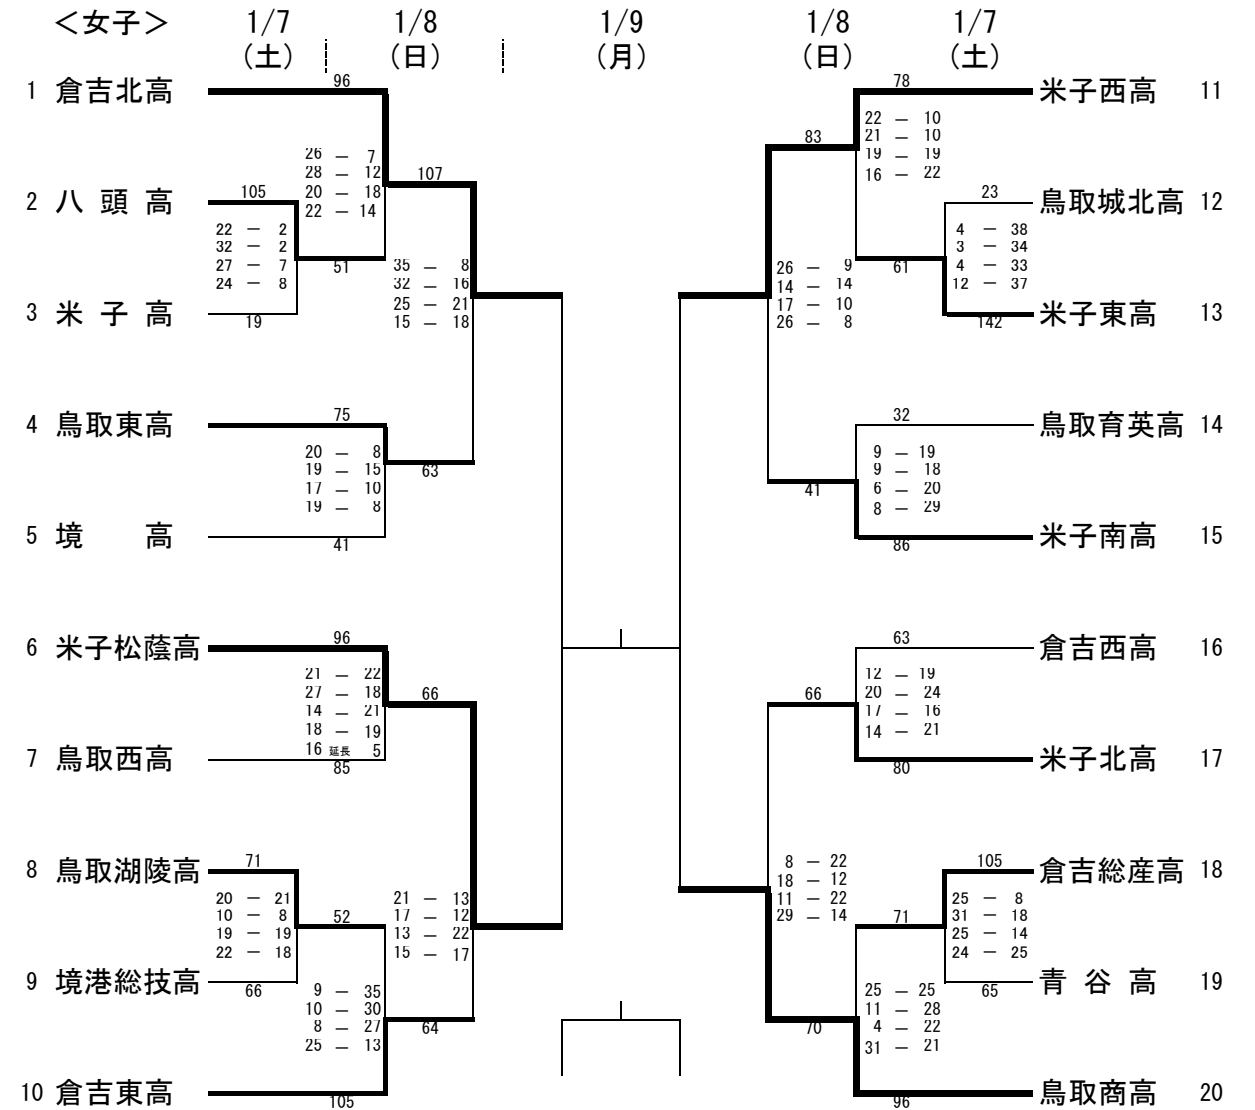 ＜女子＞ 1/7 1/8 1/9 1/8 1/7
（土） （日） （月） （日） （土）
1 倉吉北高 96 78 米子西高 11
22 － 10
83 21 － 10
26 － 7 19 － 19
28 － 12 107 16 － 22
2 八頭高 105 20 － 18 23 鳥取城北高 12
22 － 14
22 － 2 4 － 38
32 － 2 3 － 34
27 － 7 51 35 － 8 26 － 9 61 4 － 33
24 － 8 32 － 16 14 － 14 12 － 37
25 － 21 17 － 10
3 米子高 19 15 － 18 26 － 8 142 米子東高 13
4 鳥取東高 75 32 鳥取育英高 14
20 － 8 9 － 19
19 － 15 63 9 － 18
17 － 10 41 6 － 20
19 － 8 8 － 29
5 境高 41 86 米子南高 15
6 米子松蔭高 96 63 倉吉西高 16
21 － 22 12 － 19
27 － 18 66 66 20 － 24
14 － 21 17 － 16
18 － 19 14 － 21
16 延長 5
7 鳥取西高 85 80 米子北高 17
8 鳥取湖陵高 71 8 － 22 105 倉吉総産高 18
18 － 12
20 － 21 21 － 13 11 － 22 25 － 8
10 － 8 52 17 － 12 29 － 14 71 31 － 18
19 － 19 13 － 22 25 － 14
22 － 18 15 － 17 24 － 25
9 境港総技高 66 65 青谷高 19
9 － 35 25 － 25
10 － 30 11 － 28
8 － 27 64 70 4 － 22
25 － 13 31 － 21
10 倉吉東高 105 96 鳥取商高 20